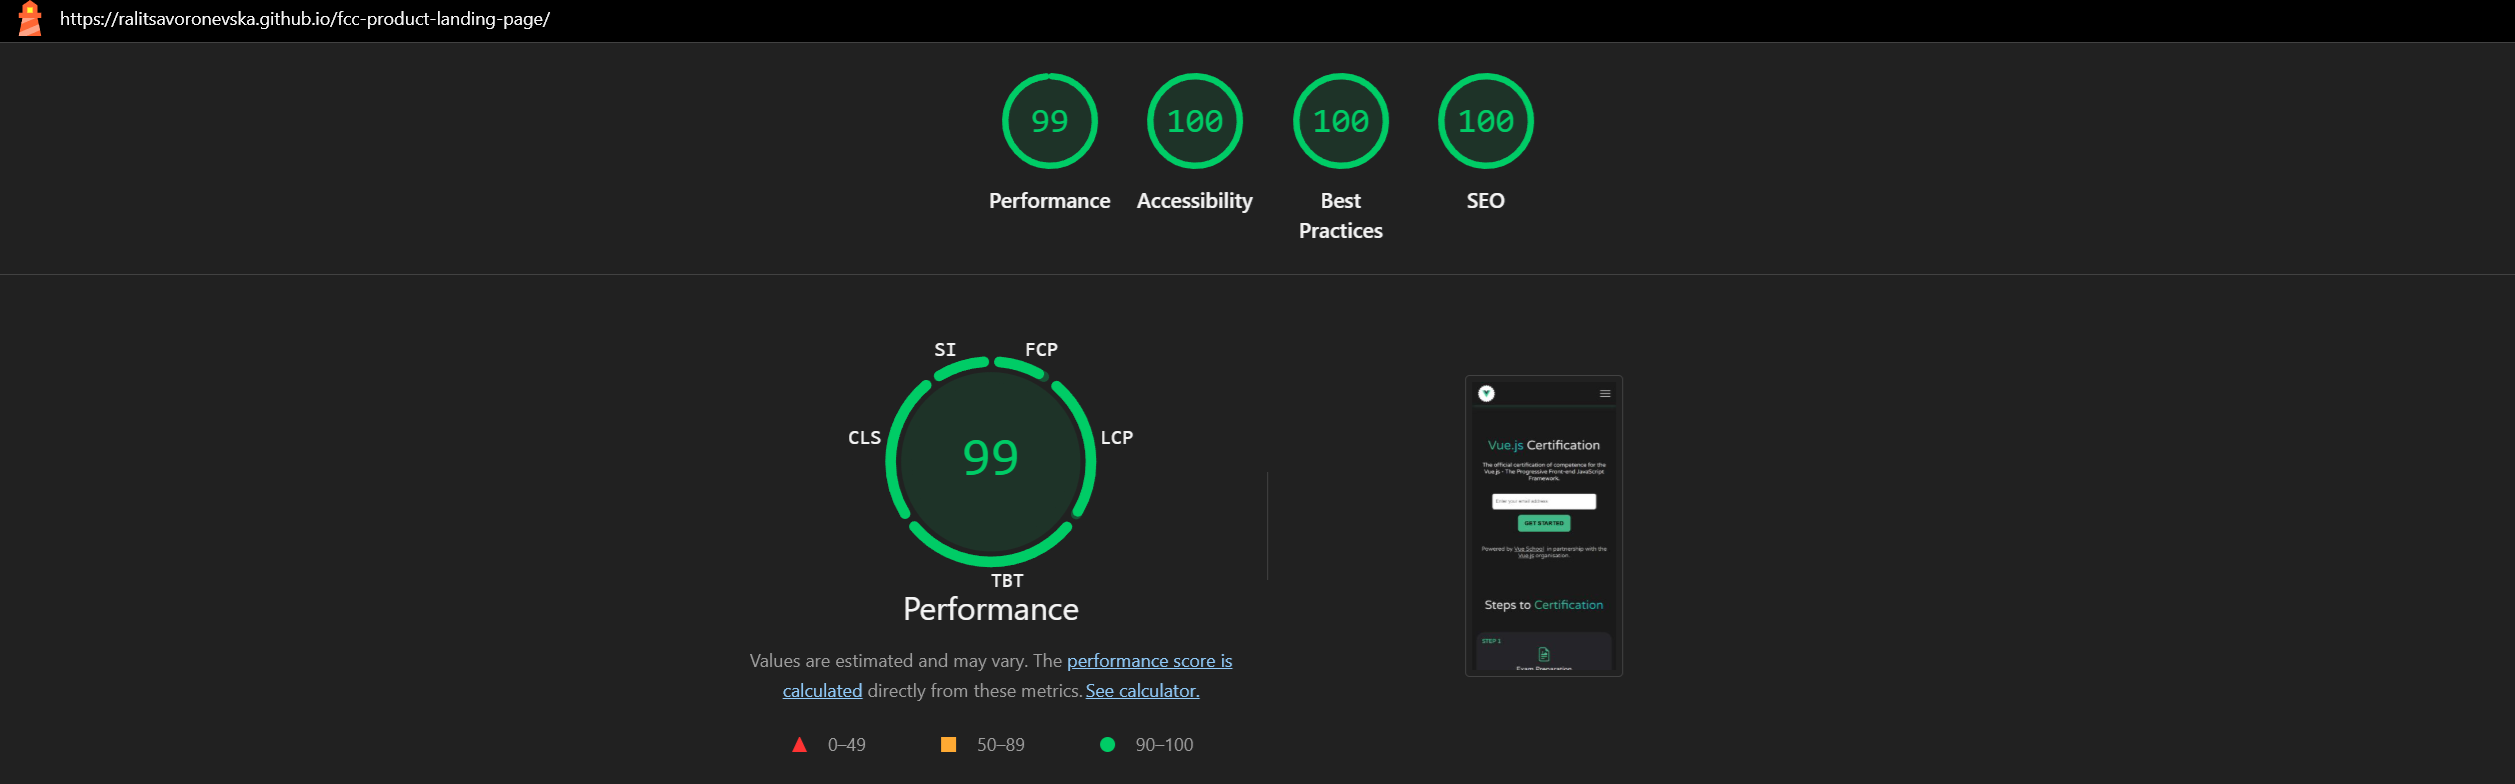 https://ralitsavoronevska.github.io/fcc-product-landing-page/
99
100
100
100
Performance
Accessibility
Best
Practices
SEO
SI
FCP
CLS
LCP
99
TBT
Performance
Values are estimated and may vary. The performance score is
calculated directly from these metrics. See calculator.
0–49
50–89
90–100
Vue.js Certification
The official certification of competence for the
Vue.js - The Progressive Front-end JavaScript
Framework.
Enter your email address
GET STARTED
Powered by Vue School in partnership with the
Vue.js organisation.
Steps to Certification
STEP 1
Exam Preparation